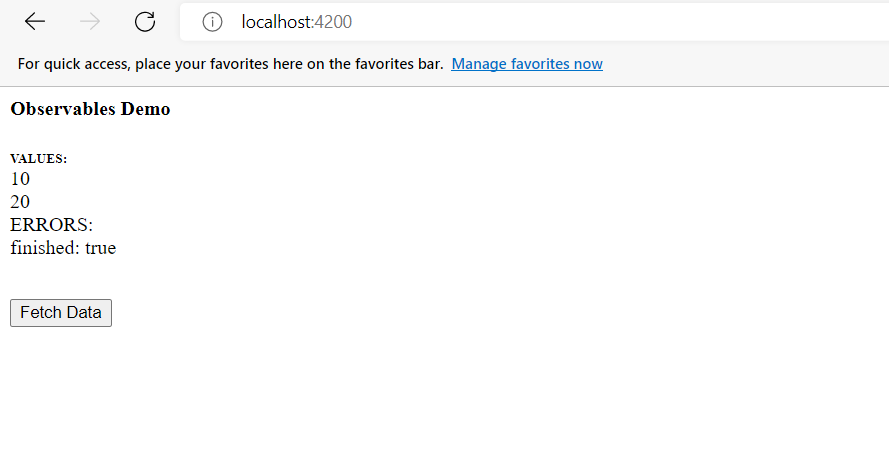 localhost:4200
For quick access, place your favorites here on the favorites bar. Manage favorites now
Observables Demo
VALUES:
10
20
ERRORS:
finished: true
Fetch Data